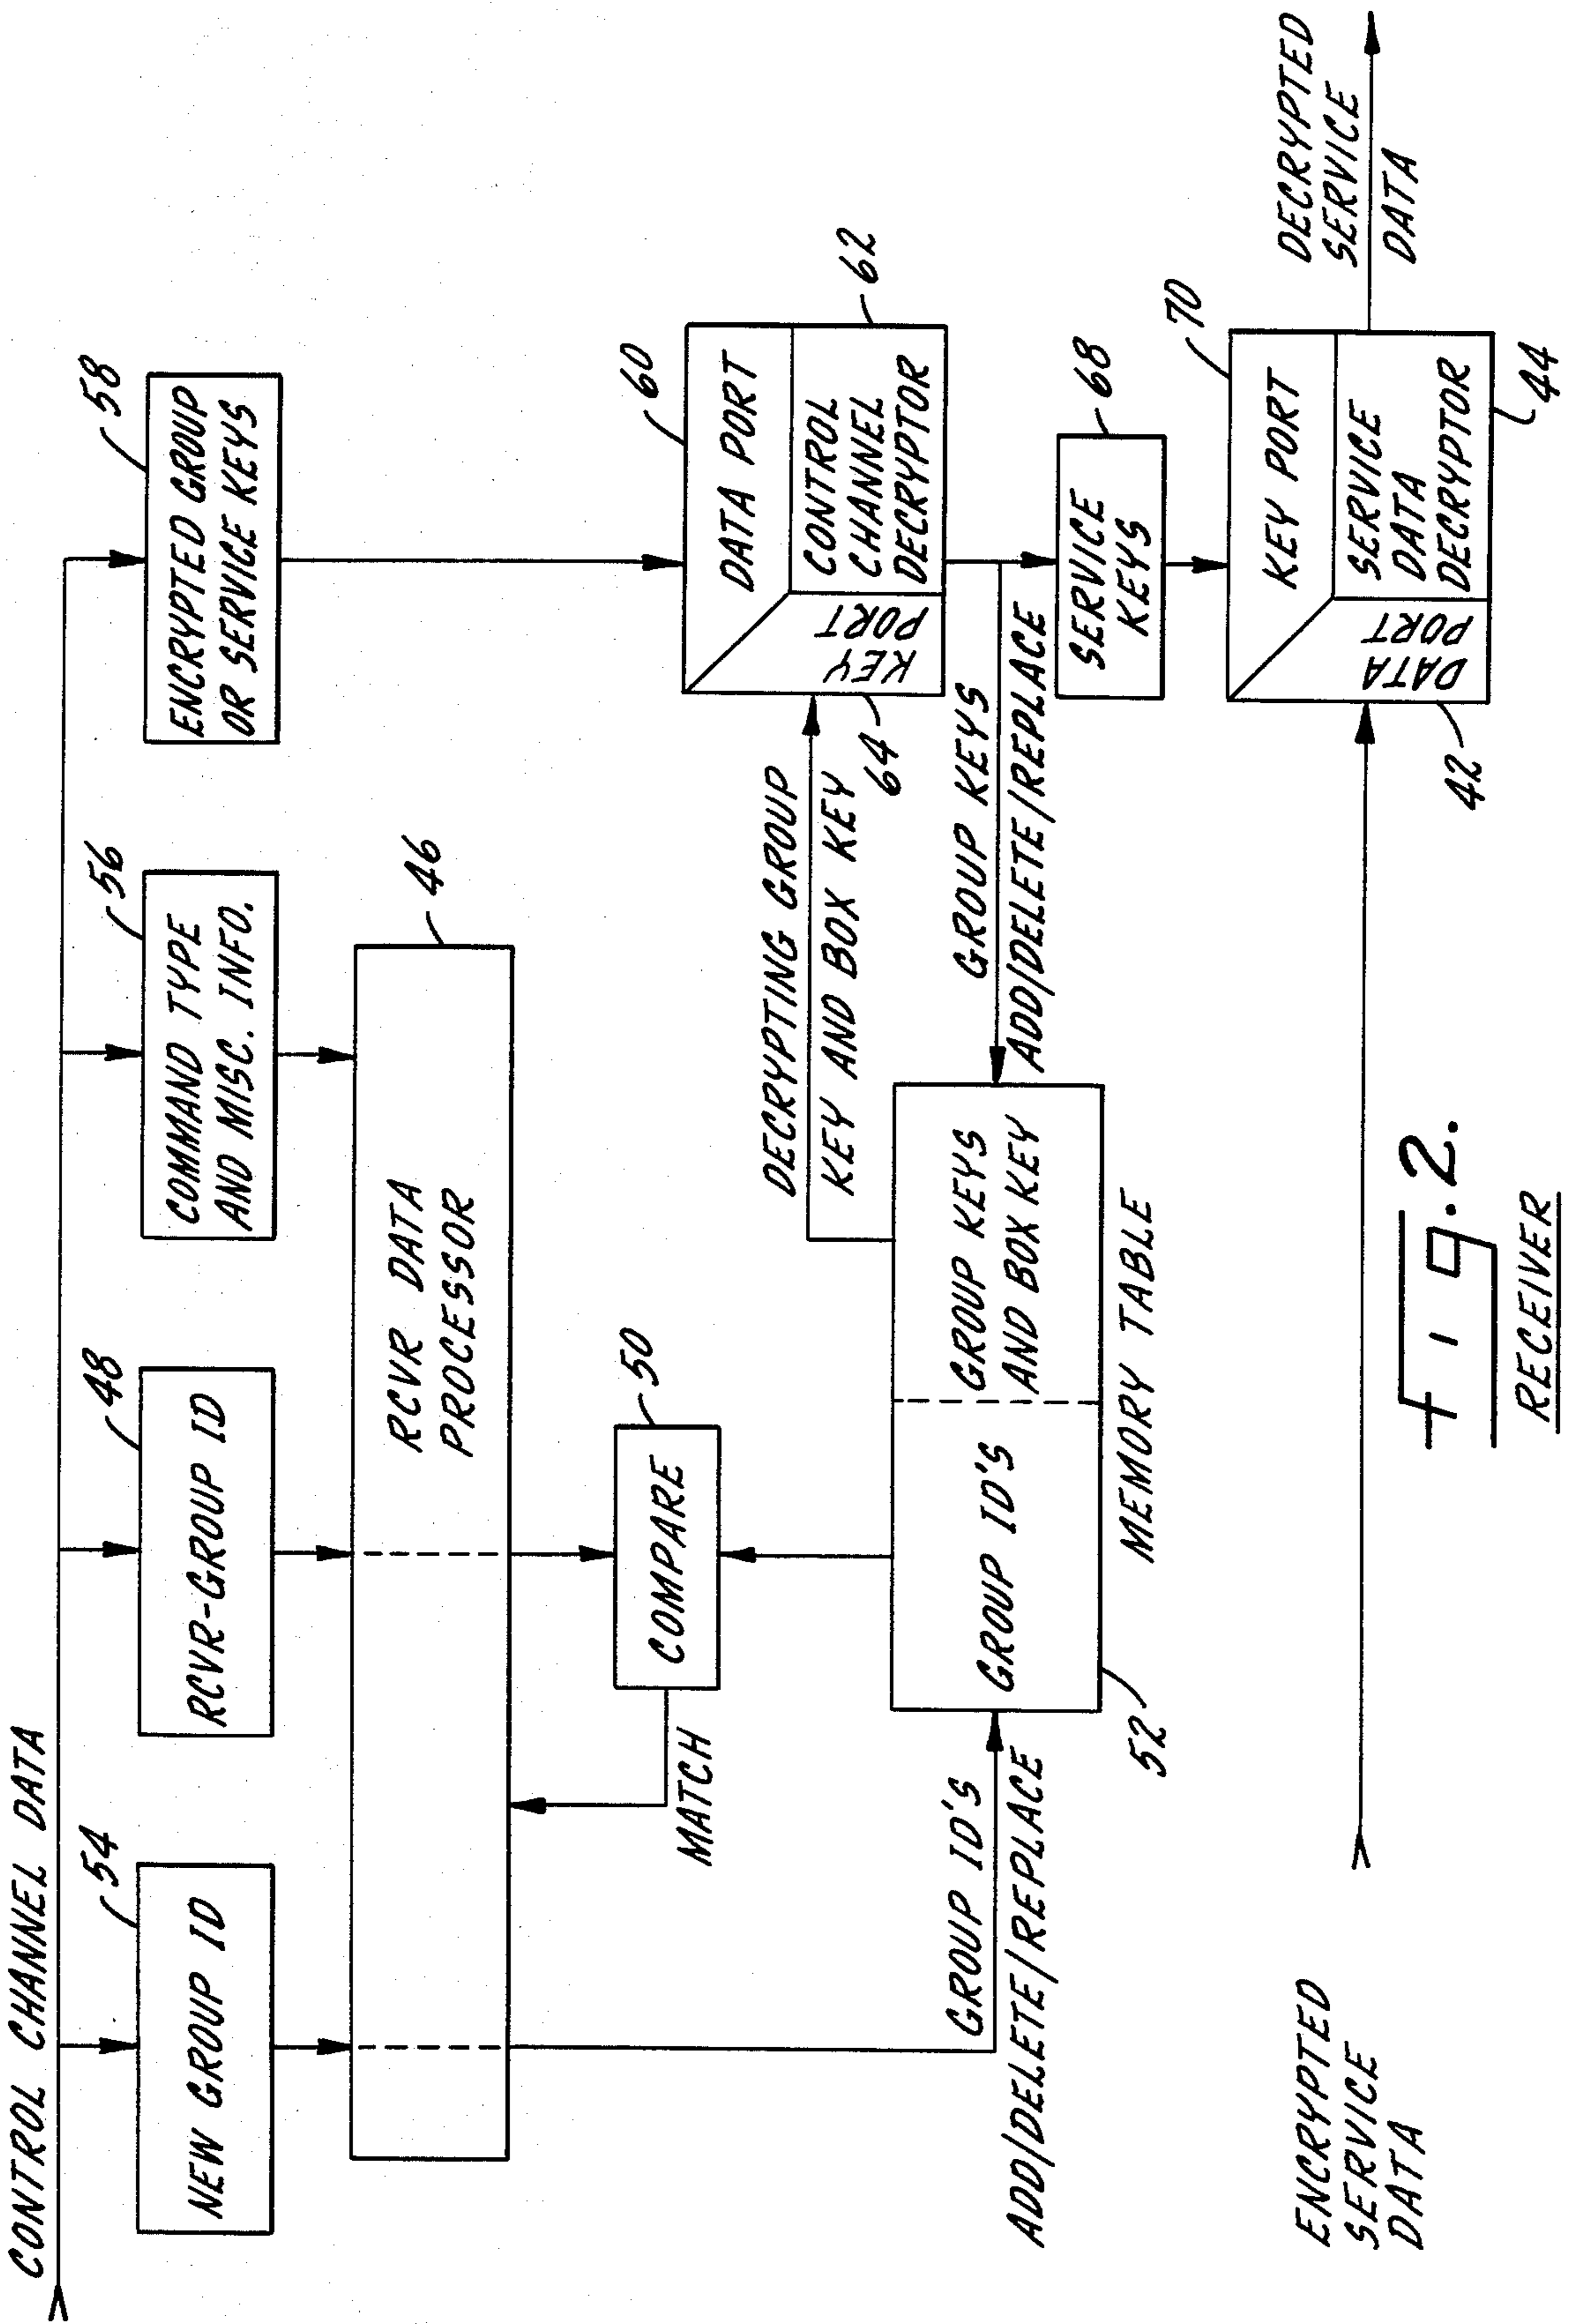 CONTROL CHANNEL DATA
54
48
56
58
NEW GROUP ID
RCVR-GROUP ID
COMMAND TYPE
AND MISC. INFO.
ENCRYPTED GROUP
OR SERVICE KEYS
46
RCVR DATA
PROCESSOR
50
COMPARE
MATCH
60
DATA PORT
KEY
PORT
CONTROL
CHANNEL
DECRYPTOR
62
64
DECRYPTING GROUP
KEY AND BOX KEY
GROUP ID'S
ADD/DELETE/REPLACE
GROUP ID'S
GROUP KEYS
AND BOX KEY
52
MEMORY TABLE
GROUP KEYS
ADD/DELETE/REPLACE
SERVICE
KEYS
68
70
KEY PORT
DATA
PORT
SERVICE
DATA
DECRYPTOR
42
44
ENCRYPTED
SERVICE
DATA
DECRYPTED
SERVICE
DATA
Fig. 2.
RECEIVER